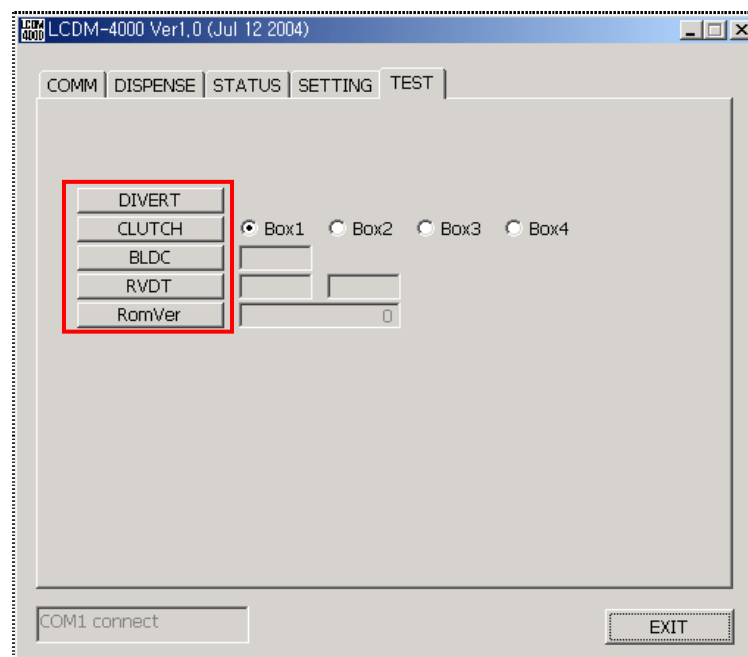 LCDM 4000 LCDM-4000 Ver1,0 (Jul 12 2004)
COMM DISPENSE STATUS SETTING TEST
DIVERT
CLUTCH Box1 Box2 Box3 Box4
BLDC
RVDT
RomVer 0
COM1 connect EXIT